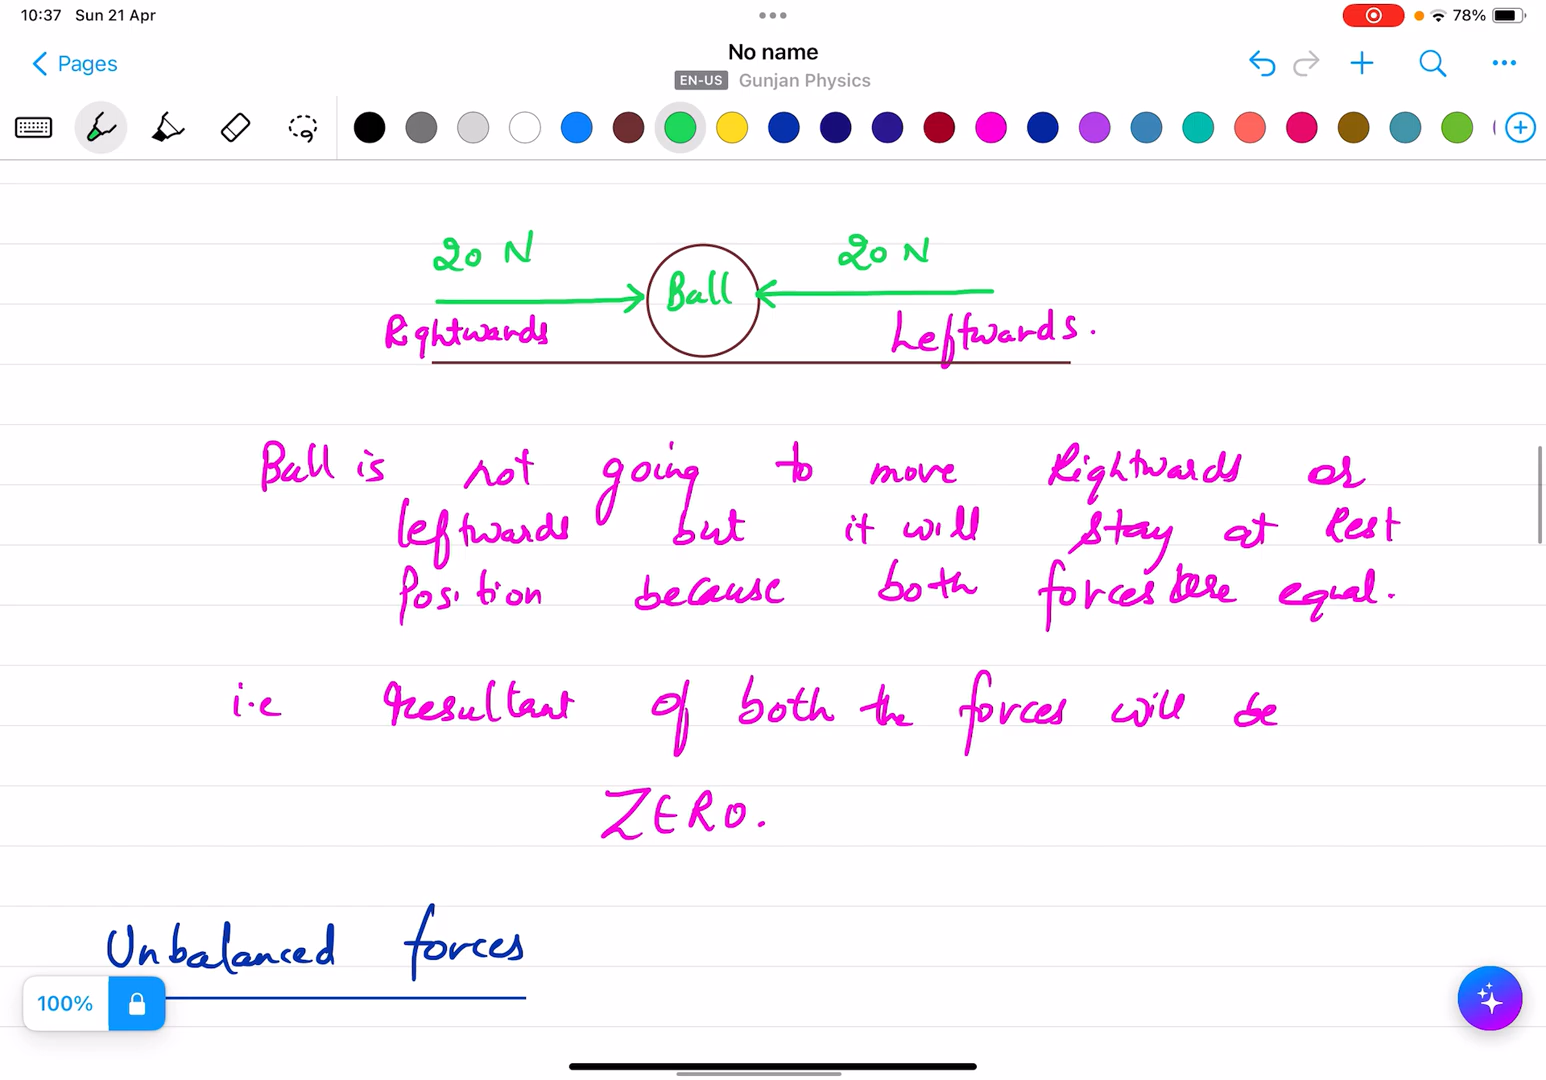 10:37 Sun 21 Apr
78%
Pages
No name
EN-US Gunjan Physics
20 N
20 N
Ball
Rightwards
Leftwards.
Ball is not going to move Rightwards or
leftwards but it will stay at Rest
Position because both forces equal.
i.e Resultant of both the forces will be
ZERO.
Unbalanced forces
100%